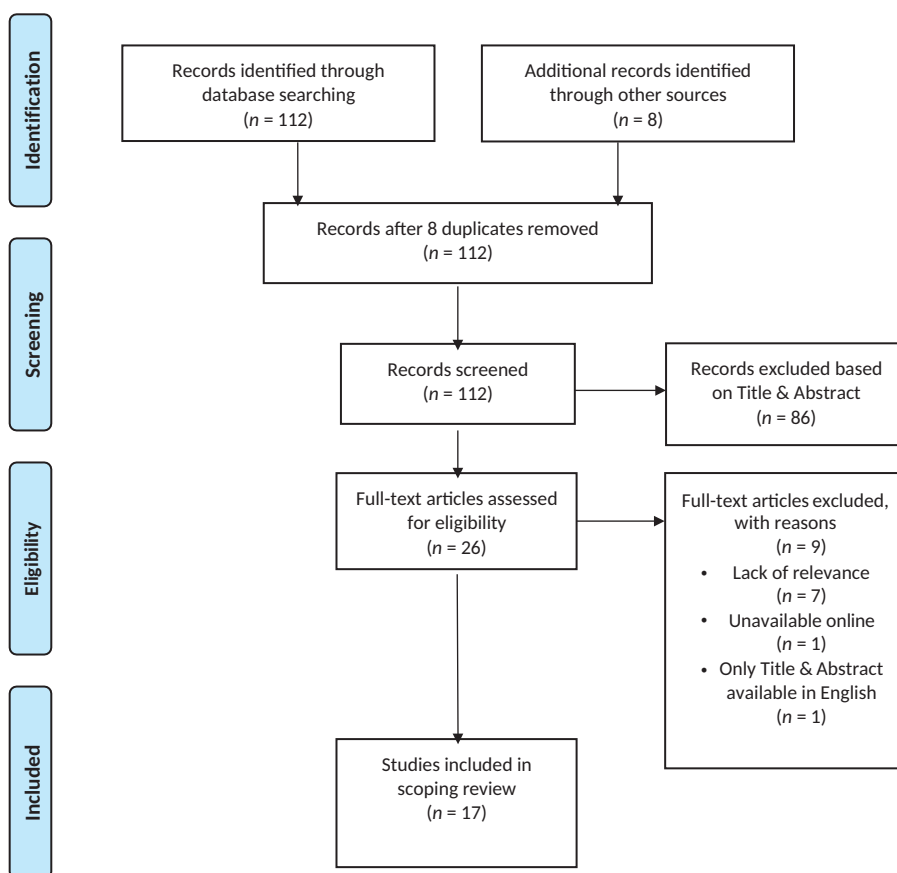 Identification
Records identified through
database searching
(n = 112)
Additional records identified
through other sources
(n = 8)
Records after 8 duplicates removed
(n = 112)
Screening
Records screened
(n = 112)
Records excluded based
on Title & Abstract
(n = 86)
Eligibility
Full-text articles assessed
for eligibility
(n = 26)
Full-text articles excluded,
with reasons
(n = 9)
• Lack of relevance
(n = 7)
• Unavailable online
(n = 1)
• Only Title & Abstract
available in English
(n = 1)
Included
Studies included in
scoping review
(n = 17)